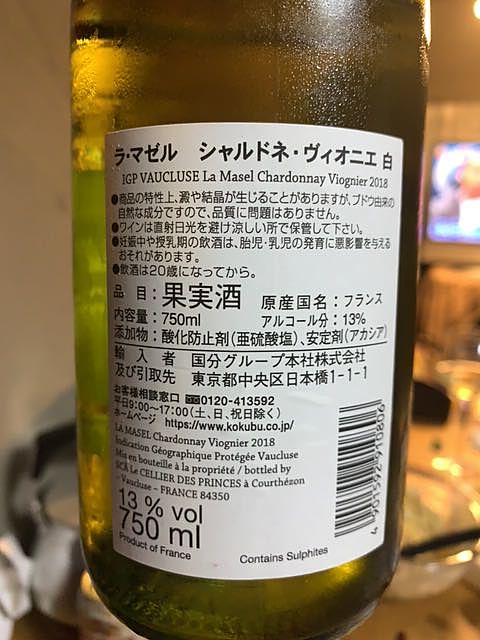 ラ・マゼル　シャルドネ・ヴィオニエ 白
IGP VAUCLUSE La Masel Chardonnay Viognier 2018
●商品の特性上、澱や結晶が生じることがありますが、ブドウ由来の
自然な成分ですので、品質に問題はありません。
●ワインは直射日光を避け涼しい所で保管して下さい。
●妊娠中や授乳期の飲酒は、胎児・乳児の発育に悪影響を与える
おそれがあります。
●飲酒は20歳になってから。
品　目：果実酒　原産国名：フランス
内容量：750ml　アルコール分：13%
添加物：酸化防止剤（亜硫酸塩）、安定剤（アカシア）
輸　入　者　国分グループ本社株式会社
及び引取先　東京都中央区日本橋1-1-1
お客様相談窓口 0120-413592
平日9:00〜17:00（土、日、祝日除く）
ホームページ　https://www.kokubu.co.jp/
LA MASEL Chardonnay Viognier 2018
Indication Géographique Protégée Vaucluse
Mis en bouteille à la propriété / bottled by
SCA Le CELLIER DES PRINCES à Courthézon
- Vaucluse - FRANCE 84350
13 % vol
750 ml
Product of France
Contains Sulphites
4 901592 910806